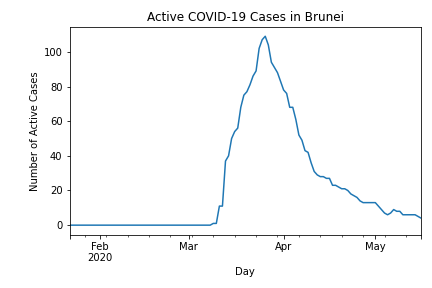 Active COVID-19 Cases in Brunei
Number of Active Cases
100
80
60
40
20
0
Feb
2020
Mar
Apr
May
Day